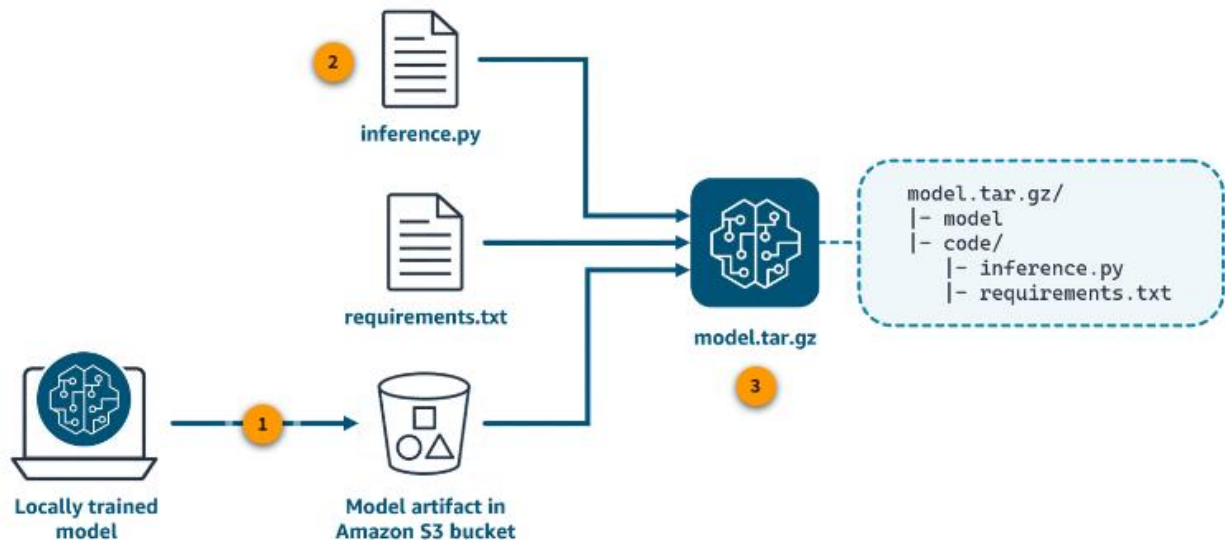 2
inference.py
requirements.txt
1
Locally trained
model
Model artifact in
Amazon S3 bucket
model.tar.gz
3
model.tar.gz/
|- model
|- code/
   |- inference.py
   |- requirements.txt